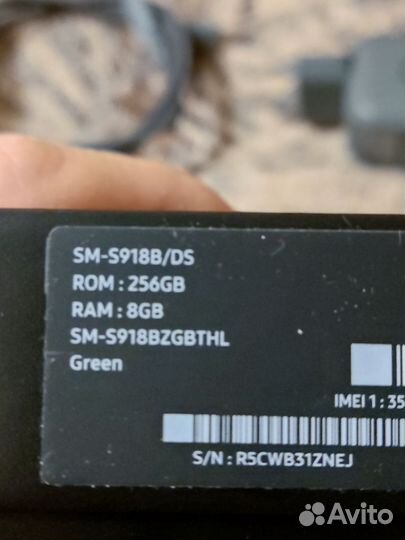 SM-S918B/DS
ROM : 256GB
RAM : 8GB
SM-S918BZGBTHL
Green
IMEI 1 : 35
S/N : R5CWB31ZNEJ
Avito